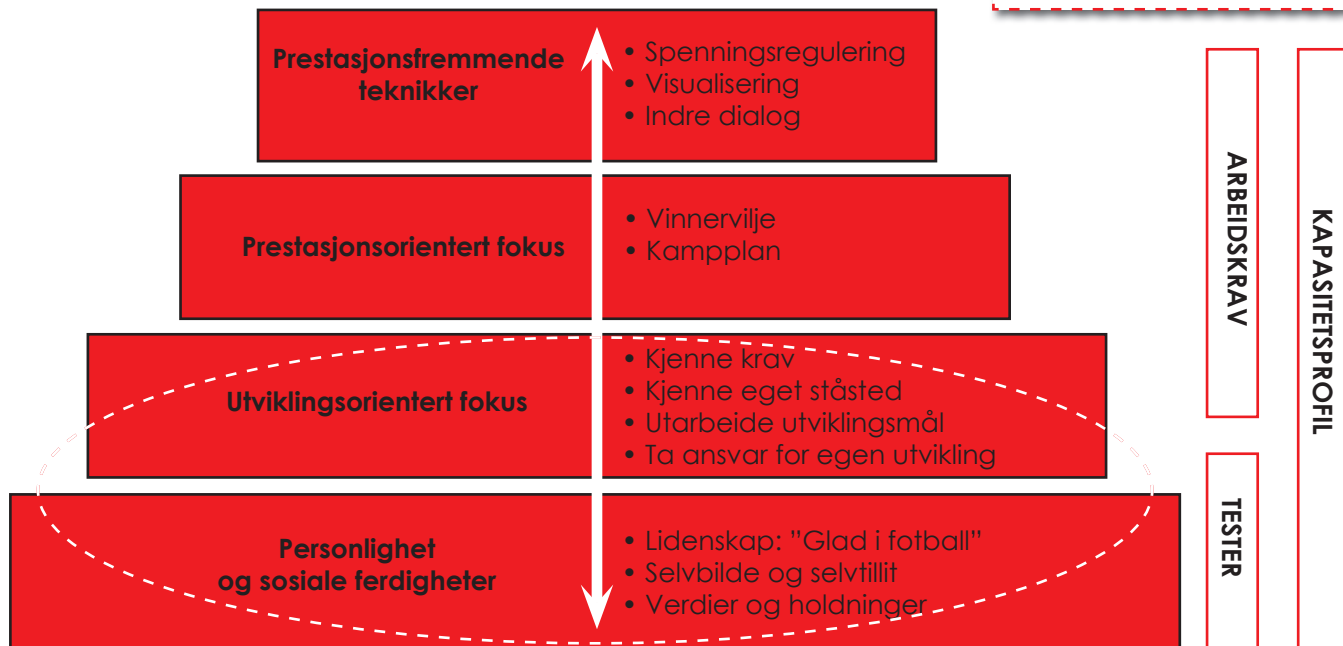 Prestasjonsfremmende
teknikker
• Spenningsregulering
• Visualisering
• Indre dialog
Prestasjonsorientert fokus
• Vinnervilje
• Kampplan
Utviklingsorientert fokus
• Kjenne krav
• Kjenne eget ståsted
• Utarbeide utviklingsmål
• Ta ansvar for egen utvikling
Personlighet
og sosiale ferdigheter
• Lidenskap: ”Glad i fotball”
• Selvbilde og selvtillit
• Verdier og holdninger
ARBEIDSKRAV
TESTER
KAPASITETSPROFIL